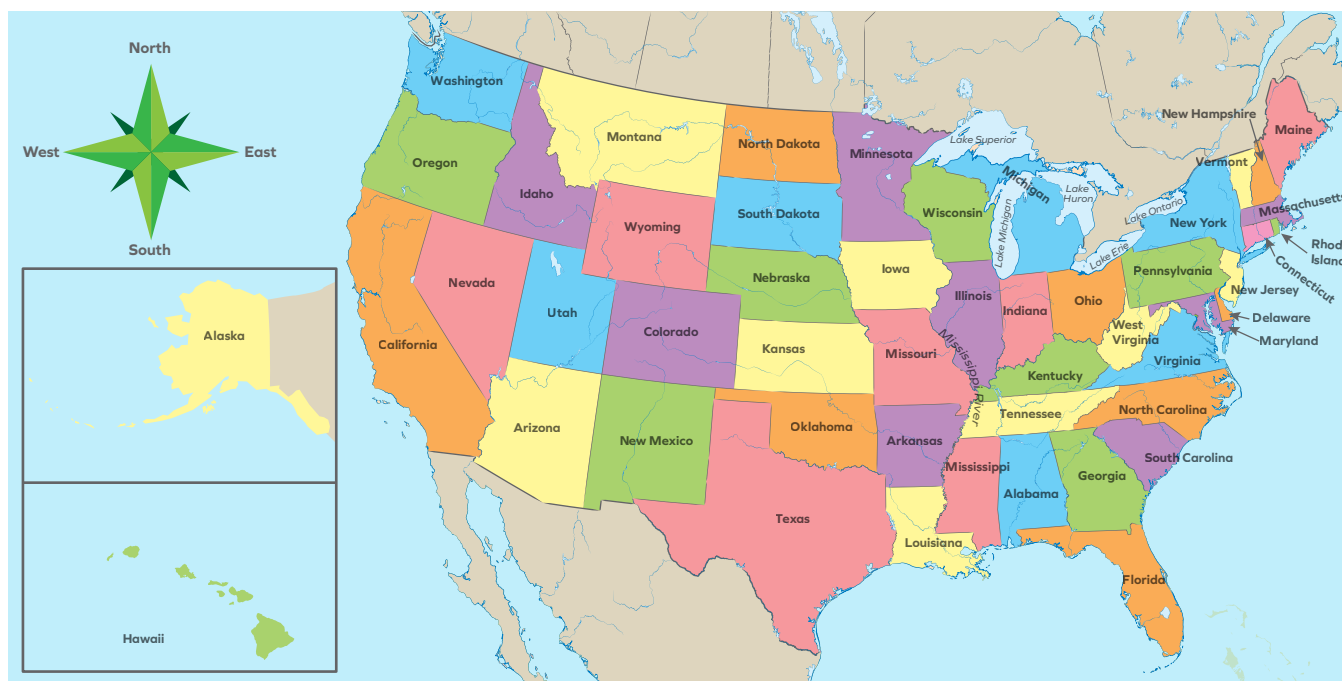 North
West
East
South
Alaska
Hawaii
Washington
Oregon
California
Nevada
Idaho
Montana
Wyoming
Utah
Colorado
Arizona
New Mexico
North Dakota
South Dakota
Nebraska
Kansas
Oklahoma
Texas
Minnesota
Iowa
Missouri
Arkansas
Louisiana
Wisconsin
Illinois
Mississippi River
Michigan
Indiana
Ohio
Kentucky
Tennessee
Mississippi
Alabama
Georgia
Florida
South Carolina
North Carolina
Virginia
West
Virginia
Pennsylvania
New York
Vermont
New Hampshire
Maine
Massachusetts
Rhod
Islan
Connecticut
New Jersey
Delaware
Maryland
Lake Superior
Lake Michigan
Lake
Huron
Lake Erie
Lake Ontario